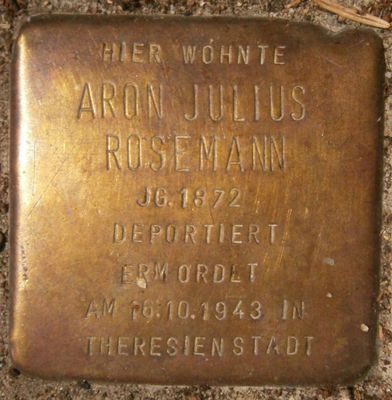 HIER WOHNTE
ARON JULIUS
ROSEMANN
JG. 1872
DEPORTIERT
ERMORDET
AM 16.10.1943 IN
THERESIENSTADT